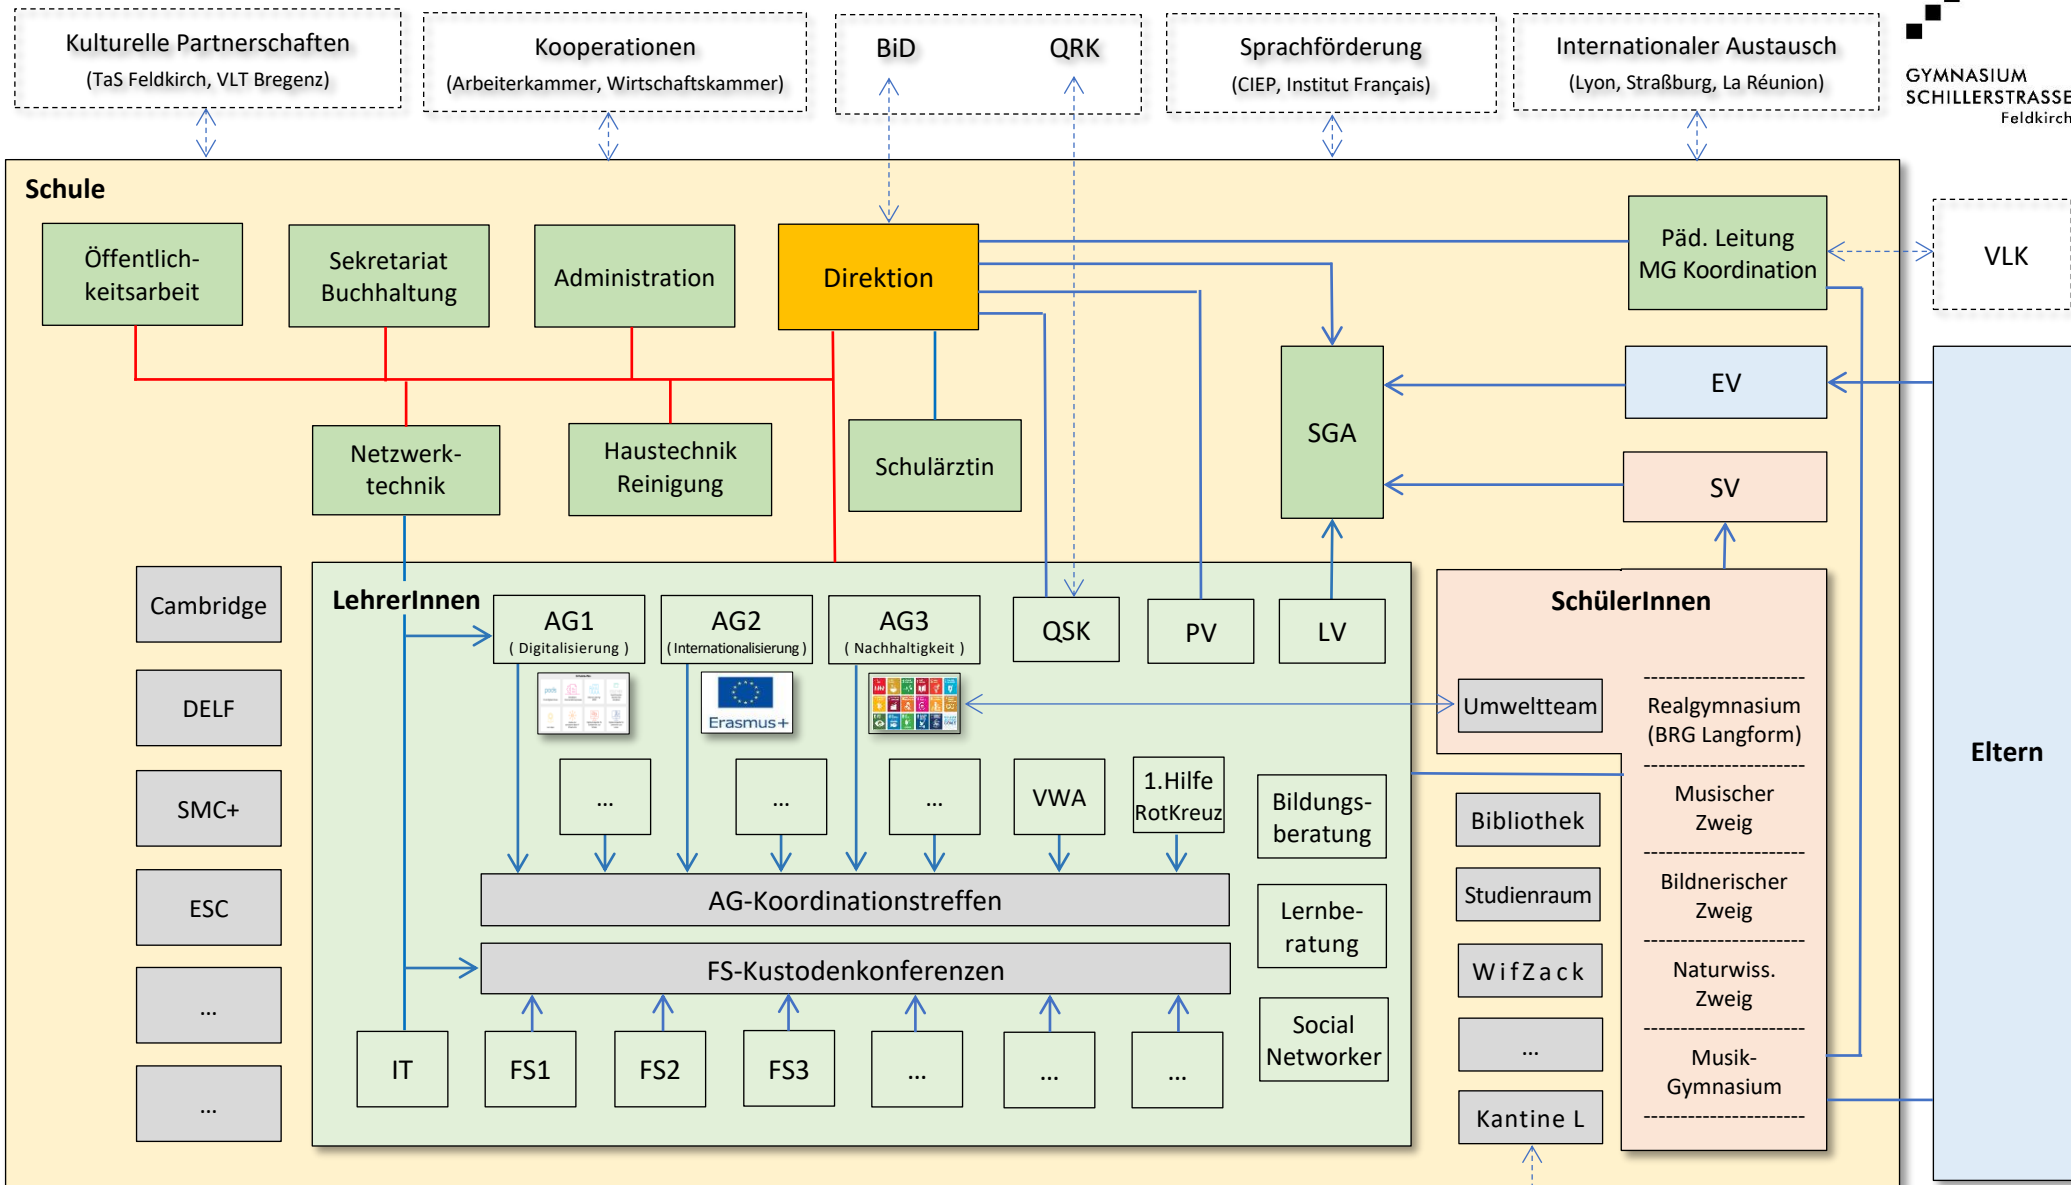 Kulturelle Partnerschaften
(TaS Feldkirch, VLT Bregenz)
Kooperationen
(Arbeiterkammer, Wirtschaftskammer)
BiD
QRK
Sprachförderung
(CIEP, Institut Français)
Internationaler Austausch
(Lyon, Straßburg, La Réunion)
GYMNASIUM
SCHILLERSTRASSE
Feldkirch
Schule
Öffentlich-
keitsarbeit
Sekretariat
Buchhaltung
Administration
Direktion
Päd. Leitung
MG Koordination
VLK
SGA
EV
SV
Netzwerk-
technik
Haustechnik
Reinigung
Schulärztin
Cambridge
DELF
SMC+
ESC
...
...
LehrerInnen
AG1
( Digitalisierung )
AG2
( Internationalisierung )
AG3
( Nachhaltigkeit )
QSK
PV
LV
Erasmus+
...
...
...
VWA
1.Hilfe
RotKreuz
Bildungs-
beratung
AG-Koordinationstreffen
Lernbe-
ratung
FS-Kustodenkonferenzen
Social
Networker
IT
FS1
FS2
FS3
...
...
...
SchülerInnen
Umweltteam
Realgymnasium
(BRG Langform)
Musischer
Zweig
Bildnerischer
Zweig
Naturwiss.
Zweig
Musik-
Gymnasium
Bibliothek
Studienraum
WifZack
...
Kantine L
Eltern